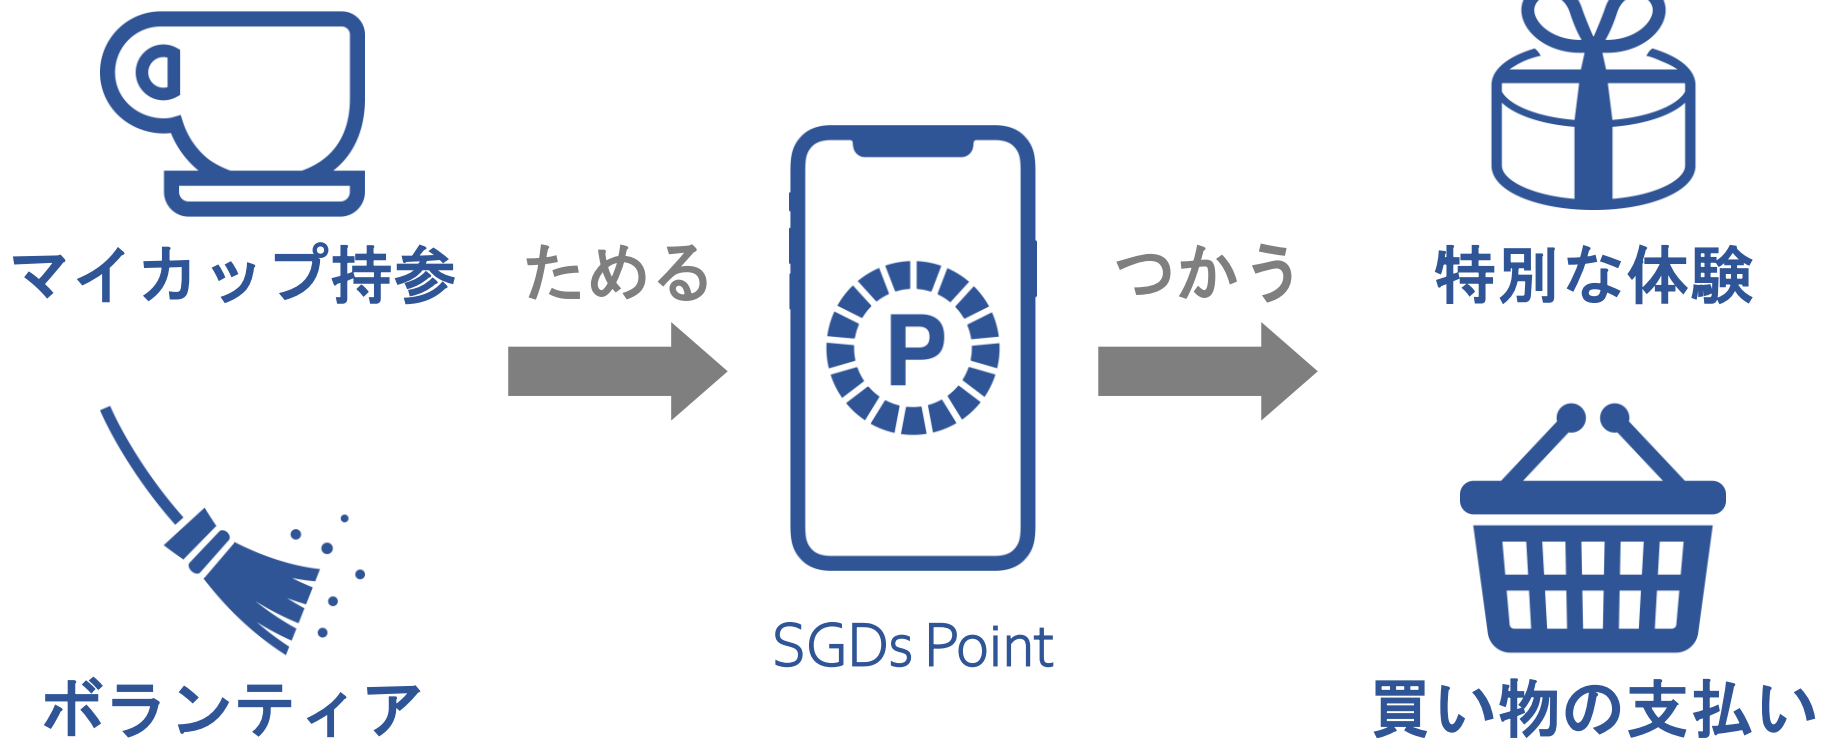 マイカップ持参
ボランティア
ためる
P
SGDs Point
つかう
特別な体験
買い物の支払い